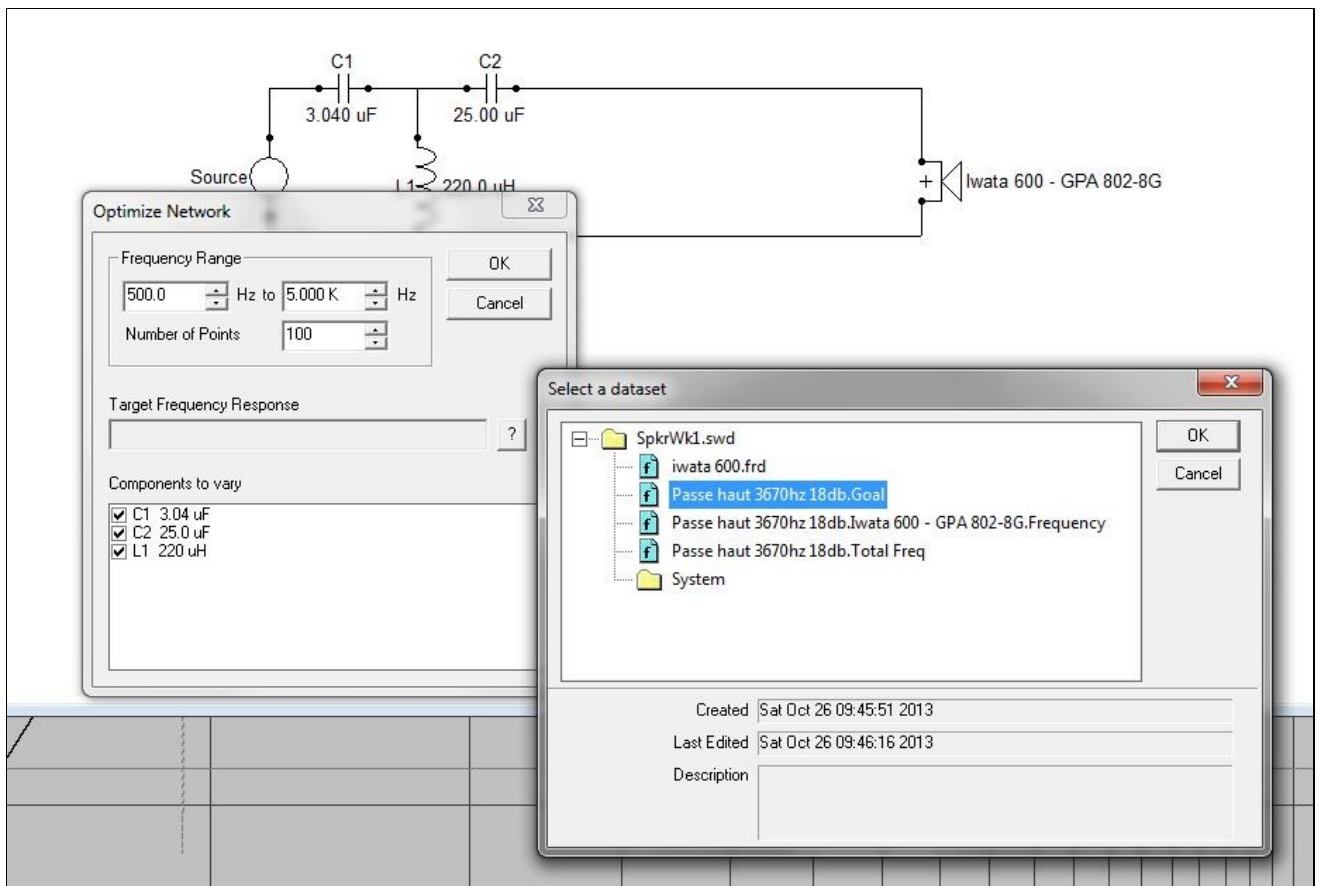 C1
C2
3.040 uF
25.00 uF
Source
L1
220.0 uH
+
Iwata 600 - GPA 802-8G
Optimize Network
Frequency Range
500.0 Hz to 5.000 K Hz
Number of Points 100
OK
Cancel
Target Frequency Response
?
Components to vary
C1 3.04 uF
C2 25.0 uF
L1 220 uH
Select a dataset
SpkrWk1.swd
iwata 600.frd
Passe haut 3670hz 18db.Goal
Passe haut 3670hz 18db.Iwata 600 - GPA 802-8G.Frequency
Passe haut 3670hz 18db.Total Freq
System
OK
Cancel
Created Sat Oct 26 09:45:51 2013
Last Edited Sat Oct 26 09:46:16 2013
Description